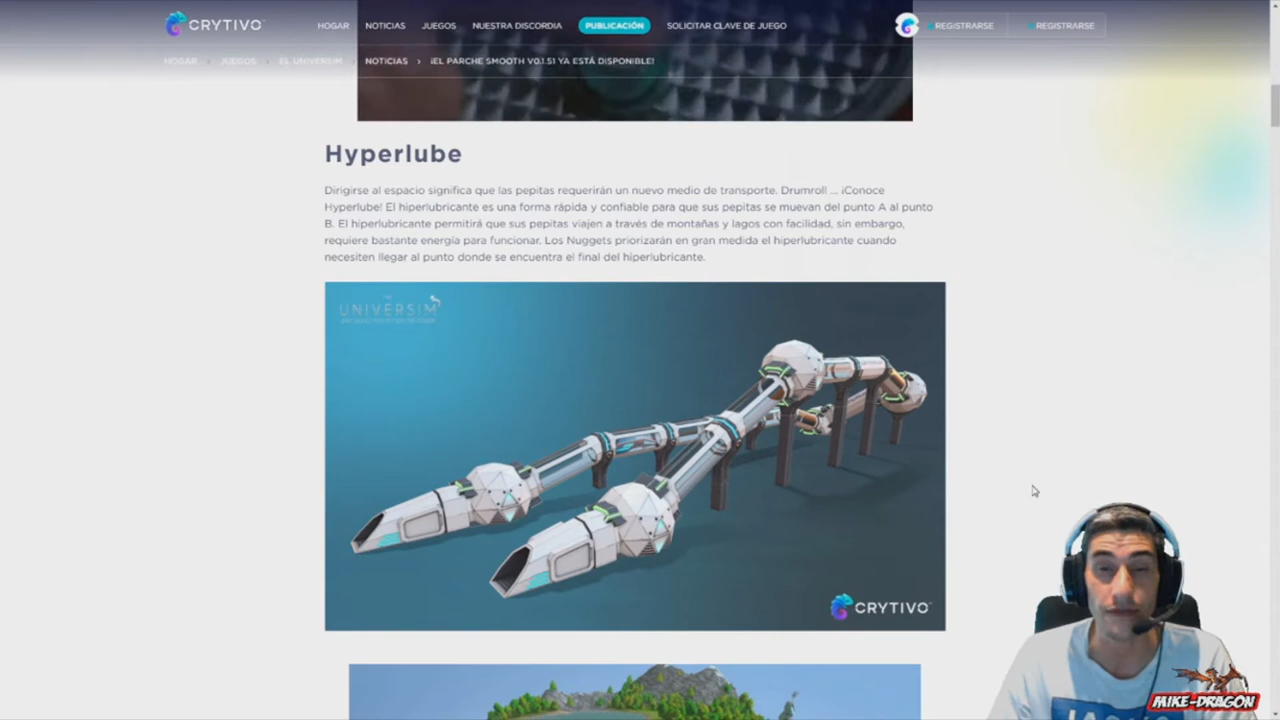 CRYTIVO
HOGAR NOTICIAS JUEGOS NUESTRA DISCORDIA PUBLICACIÓN SOLICITAR CLAVE DE JUEGO REGISTRARSE REGISTRARSE
HOGAR > JUEGOS > EL UNIVERSIM > NOTICIAS > ¡EL PARCHE SMOOTH V0.1.51 YA ESTÁ DISPONIBLE!
Hyperlube
Dirigirse al espacio significa que las pepitas requerirán un nuevo medio de transporte. Drumroll ... ¡Conoce
Hyperlube! El hiperlubricante es una forma rápida y confiable para que sus pepitas se muevan del punto A al punto
B. El hiperlubricante permitirá que sus pepitas viajen a través de montañas y lagos con facilidad, sin embargo,
requiere bastante energía para funcionar. Los Nuggets priorizarán en gran medida el hiperlubricante cuando
necesiten llegar al punto donde se encuentra el final del hiperlubricante.
THE
UNIVERSIM
CRYTIVO
MIKE-DRAGON